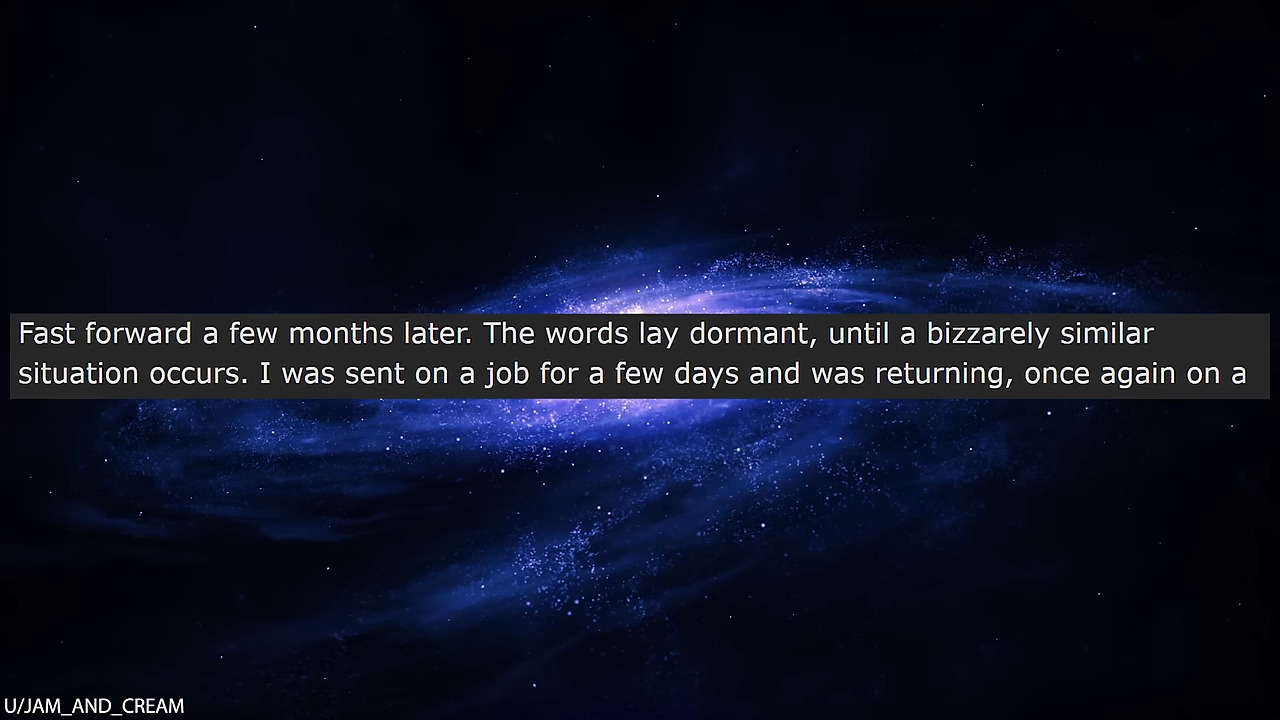 Fast forward a few months later. The words lay dormant, until a bizzarely similar
situation occurs. I was sent on a job for a few days and was returning, once again on a
U/JAM_AND_CREAM